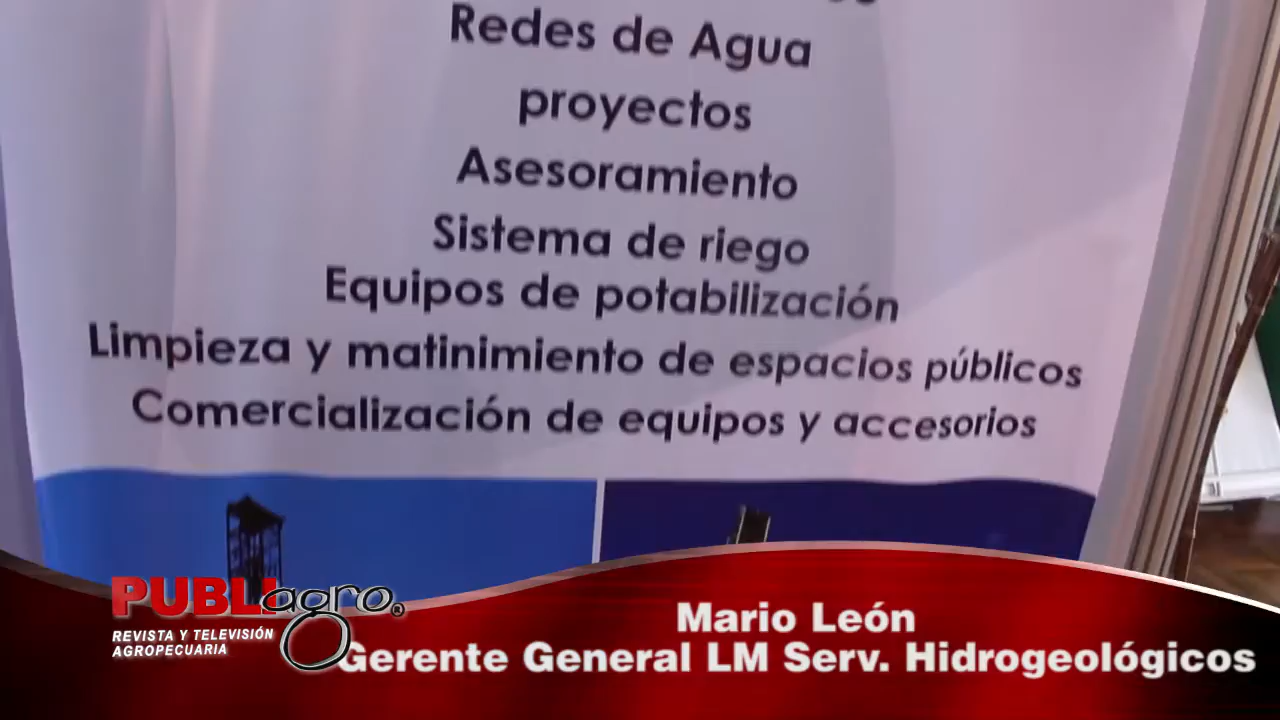 Redes de Agua
proyectos
Asesoramiento
Sistema de riego
Equipos de potabilización
Limpieza y matinimiento de espacios públicos
Comercialización de equipos y accesorios
PUBLIagro®
REVISTA Y TELEVISIÓN
AGROPECUARIA
Mario León
Gerente General LM Serv. Hidrogeológicos